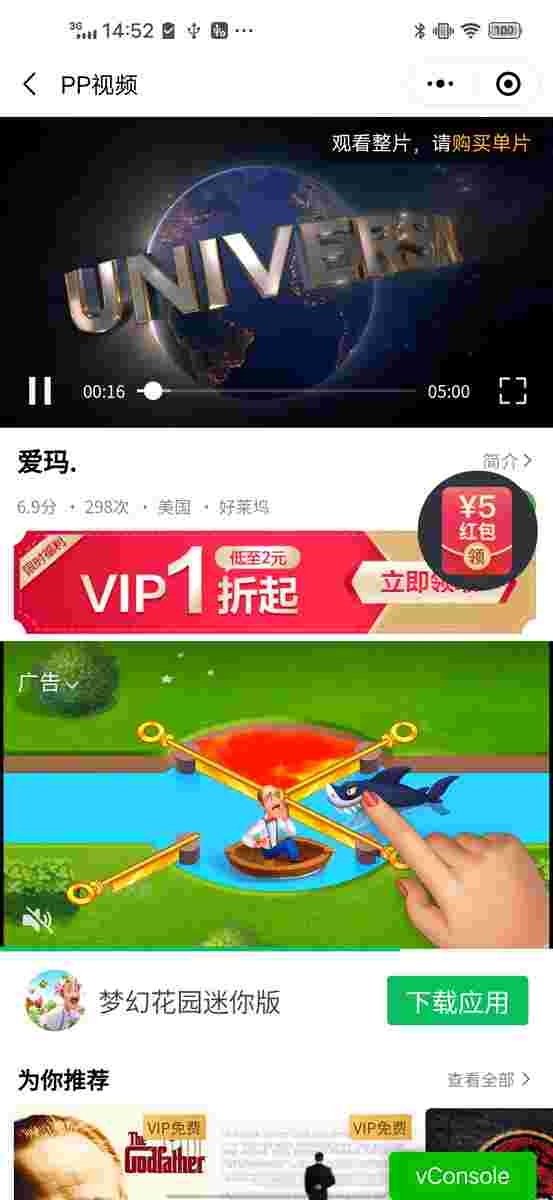 3G 14:52 100
PP视频
观看整片，请购买单片
UNIVERSA
00:16 05:00
爱玛.
简介
6.9分 · 298次 · 美国 · 好莱坞
¥5
红包
领
限时福利
VIP1折起
低至2元
立即领
广告
梦幻花园迷你版
下载应用
为你推荐
查看全部
VIP免费
VIP免费
The
Godfather
vConsole